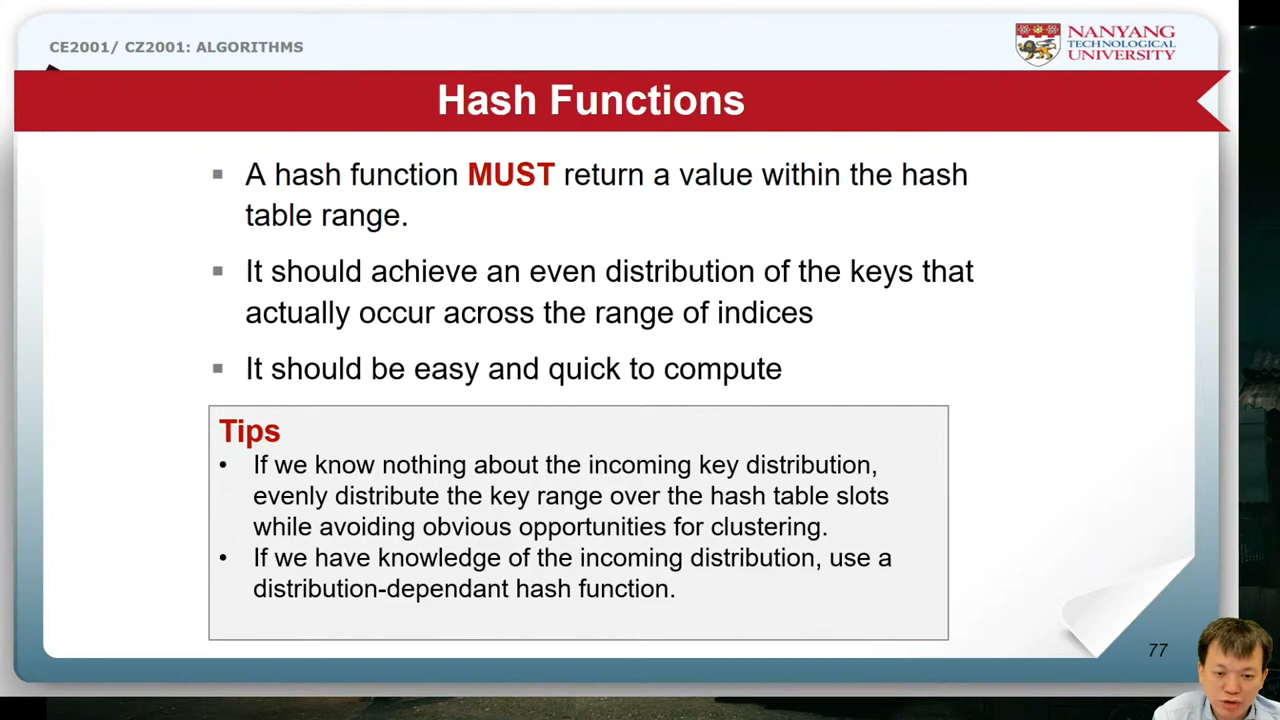 CE2001/ CZ2001: ALGORITHMS
NANYANG
TECHNOLOGICAL
UNIVERSITY
Hash Functions
▪ A hash function MUST return a value within the hash
table range.
▪ It should achieve an even distribution of the keys that
actually occur across the range of indices
▪ It should be easy and quick to compute
Tips
• If we know nothing about the incoming key distribution,
evenly distribute the key range over the hash table slots
while avoiding obvious opportunities for clustering.
• If we have knowledge of the incoming distribution, use a
distribution-dependant hash function.
77